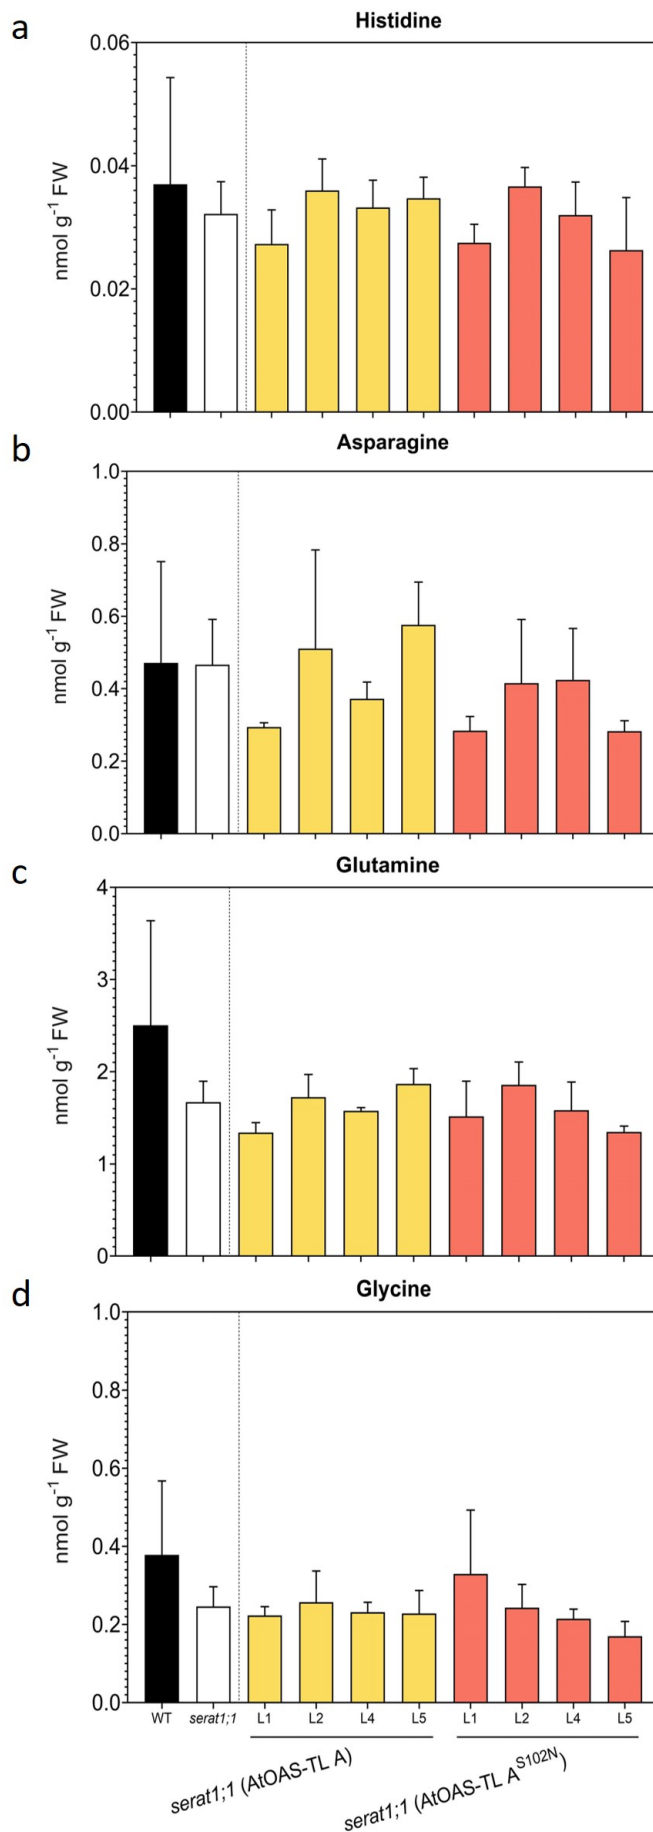 a
Histidine
0.06
0.04
0.02
0.00
nmol g⁻¹ FW
b
Asparagine
1.0
0.8
0.6
0.4
0.2
0.0
nmol g⁻¹ FW
c
Glutamine
4
3
2
1
0
nmol g⁻¹ FW
d
Glycine
1.0
0.8
0.6
0.4
0.2
0.0
nmol g⁻¹ FW
WT serat1;1 L1 L2 L4 L5 L1 L2 L4 L5
serat1;1 (AtOAS-TL A)
serat1;1 (AtOAS-TL A^S102N)